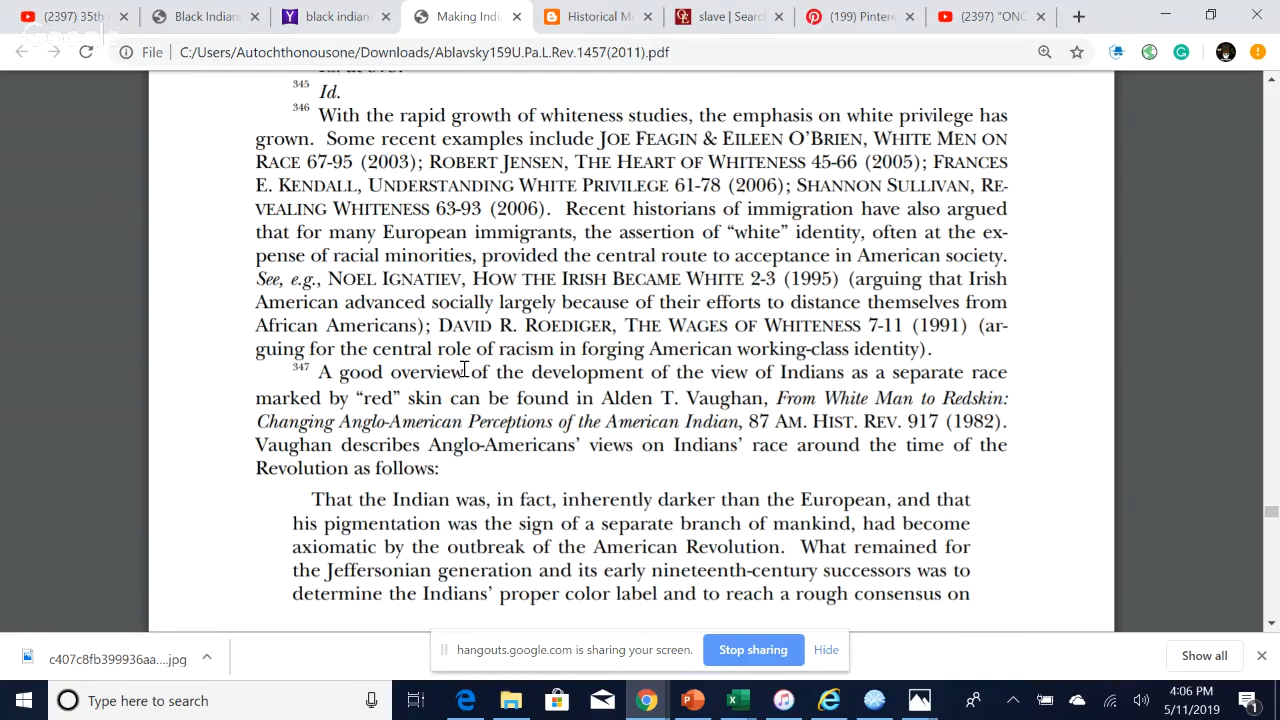 (2397) 35th
Black Indian
black indians
Making Indi
Historical M
slave | Searc
(199) Pintere
(2397) "ONC
google
File
C:/Users/Autochthonousone/Downloads/Ablavsky159U.Pa.L.Rev.1457(2011).pdf
345 Id.
346 With the rapid growth of whiteness studies, the emphasis on white privilege has
grown. Some recent examples include JOE FEAGIN & EILEEN O’BRIEN, WHITE MEN ON
RACE 67-95 (2003); ROBERT JENSEN, THE HEART OF WHITENESS 45-66 (2005); FRANCES
E. KENDALL, UNDERSTANDING WHITE PRIVILEGE 61-78 (2006); SHANNON SULLIVAN, RE-
VEALING WHITENESS 63-93 (2006). Recent historians of immigration have also argued
that for many European immigrants, the assertion of “white” identity, often at the ex-
pense of racial minorities, provided the central route to acceptance in American society.
See, e.g., NOEL IGNATIEV, HOW THE IRISH BECAME WHITE 2-3 (1995) (arguing that Irish
American advanced socially largely because of their efforts to distance themselves from
African Americans); DAVID R. ROEDIGER, THE WAGES OF WHITENESS 7-11 (1991) (ar-
guing for the central role of racism in forging American working-class identity).
347 A good overview of the development of the view of Indians as a separate race
marked by “red” skin can be found in Alden T. Vaughan, From White Man to Redskin:
Changing Anglo-American Perceptions of the American Indian, 87 AM. HIST. REV. 917 (1982).
Vaughan describes Anglo-Americans’ views on Indians’ race around the time of the
Revolution as follows:
That the Indian was, in fact, inherently darker than the European, and that
his pigmentation was the sign of a separate branch of mankind, had become
axiomatic by the outbreak of the American Revolution. What remained for
the Jeffersonian generation and its early nineteenth-century successors was to
determine the Indians’ proper color label and to reach a rough consensus on
hangouts.google.com is sharing your screen.
Stop sharing
Hide
c407c8fb399936aa....jpg
Show all
Type here to search
4:06 PM
5/11/2019
1